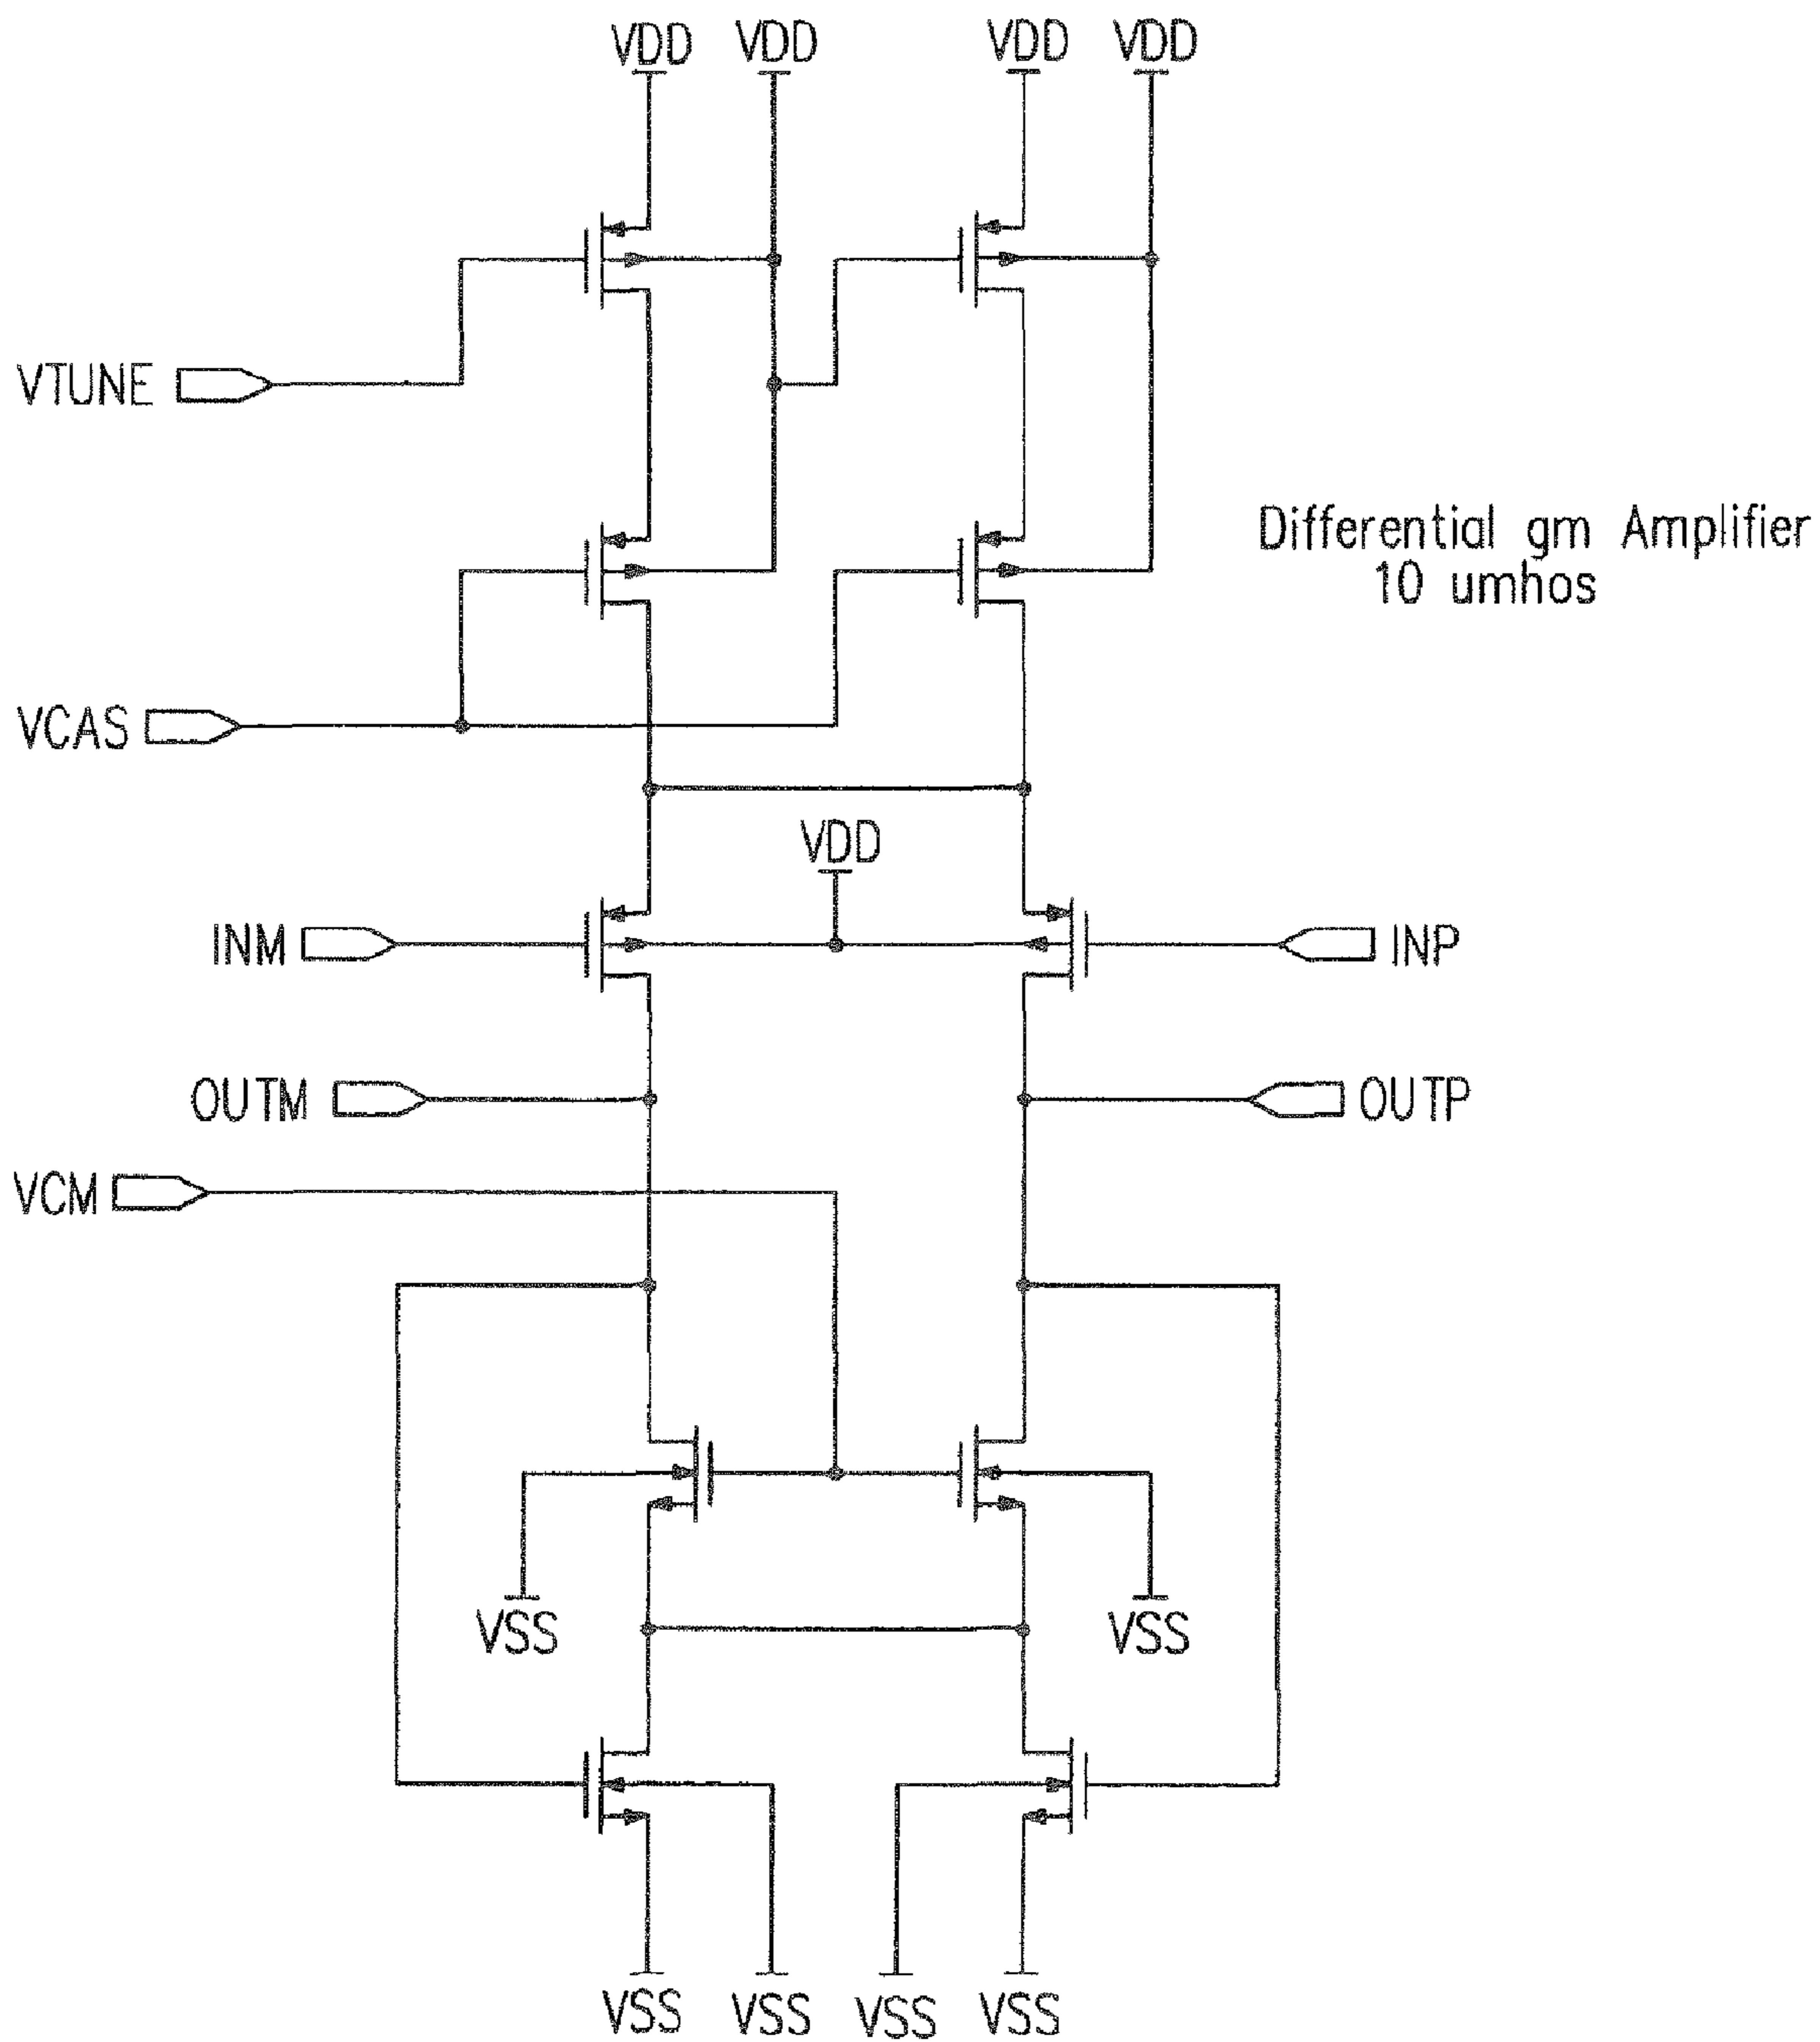 VDD VDD VDD VDD
VTUNE
Differential gm Amplifier
10 umhos
VCAS
VDD
INM INP
OUTM OUTP
VCM
VSS VSS
VSS VSS VSS VSS